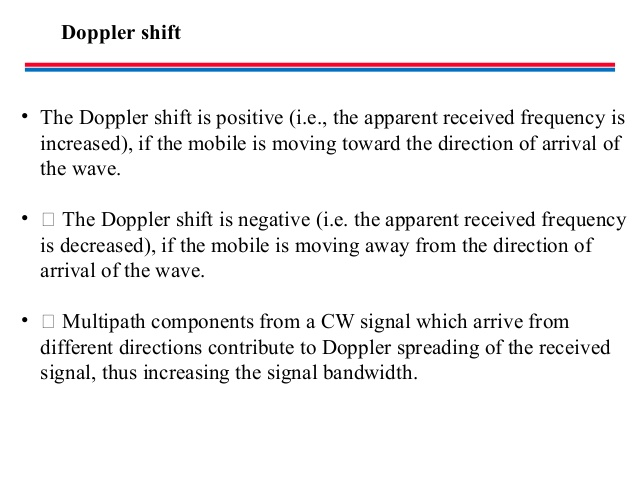 Doppler shift
• The Doppler shift is positive (i.e., the apparent received frequency is
increased), if the mobile is moving toward the direction of arrival of
the wave.
• □ The Doppler shift is negative (i.e. the apparent received frequency
is decreased), if the mobile is moving away from the direction of
arrival of the wave.
• □ Multipath components from a CW signal which arrive from
different directions contribute to Doppler spreading of the received
signal, thus increasing the signal bandwidth.